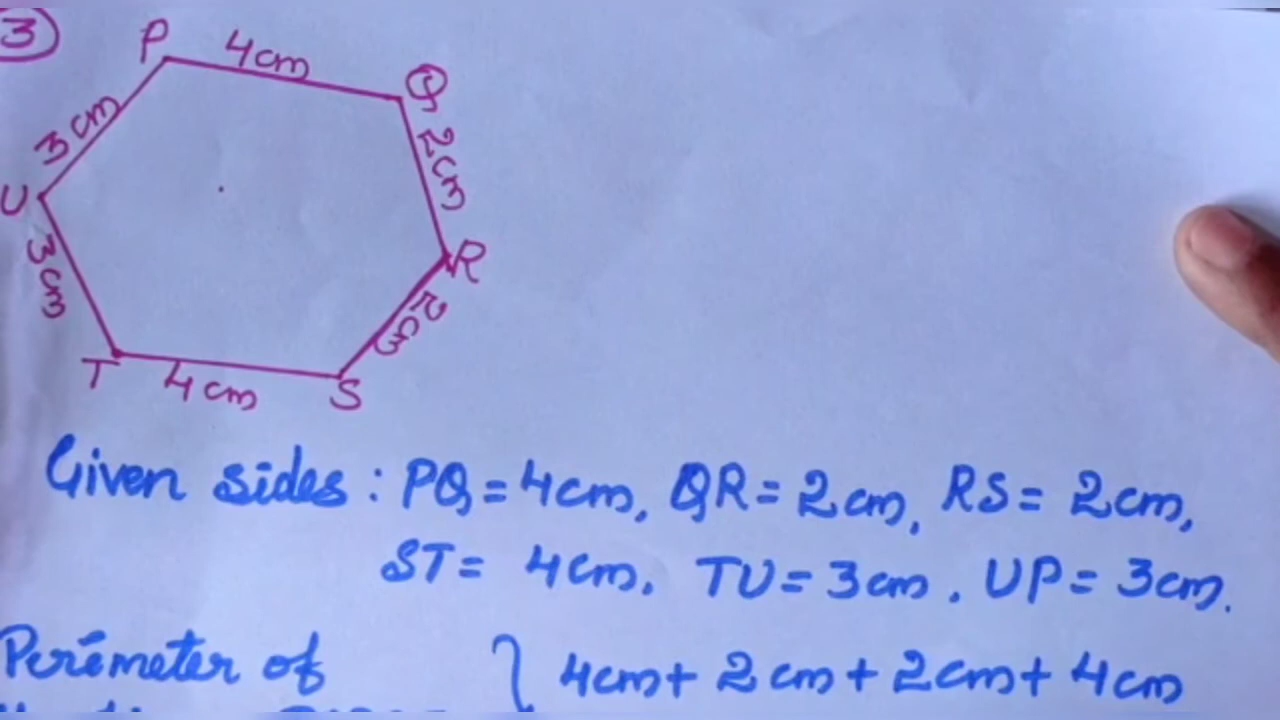 3
P 4cm Q
3cm 2cm
U R
3cm 2cm
T 4cm S
Given sides : PQ = 4cm, QR = 2cm, RS = 2cm,
ST = 4cm. TU = 3cm . UP = 3cm.
Perimeter of } 4cm + 2cm + 2cm + 4cm